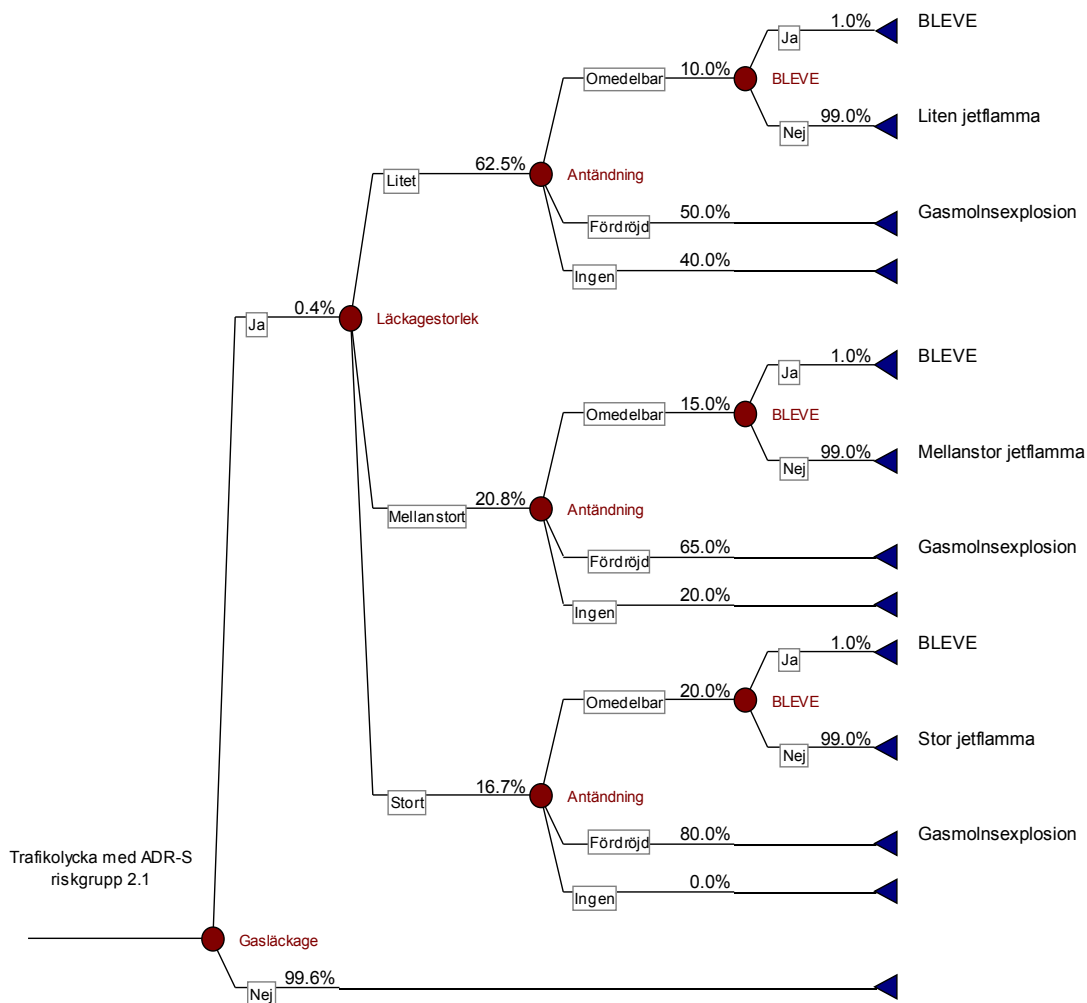 1.0%
BLEVE
Ja
Omedelbar
10.0%
BLEVE
Nej
99.0%
Liten jetflamma
Litet
62.5%
Antändning
Fördröjd
50.0%
Gasmolnsexplosion
Ingen
40.0%
Ja
0.4%
Läckagestorlek
1.0%
BLEVE
Ja
Omedelbar
15.0%
BLEVE
Nej
99.0%
Mellanstor jetflamma
Mellanstort
20.8%
Antändning
Fördröjd
65.0%
Gasmolnsexplosion
Ingen
20.0%
1.0%
BLEVE
Ja
Omedelbar
20.0%
BLEVE
Nej
99.0%
Stor jetflamma
Stort
16.7%
Antändning
Fördröjd
80.0%
Gasmolnsexplosion
Ingen
0.0%
Trafikolycka med ADR-S
riskgrupp 2.1
Gasläckage
Nej
99.6%